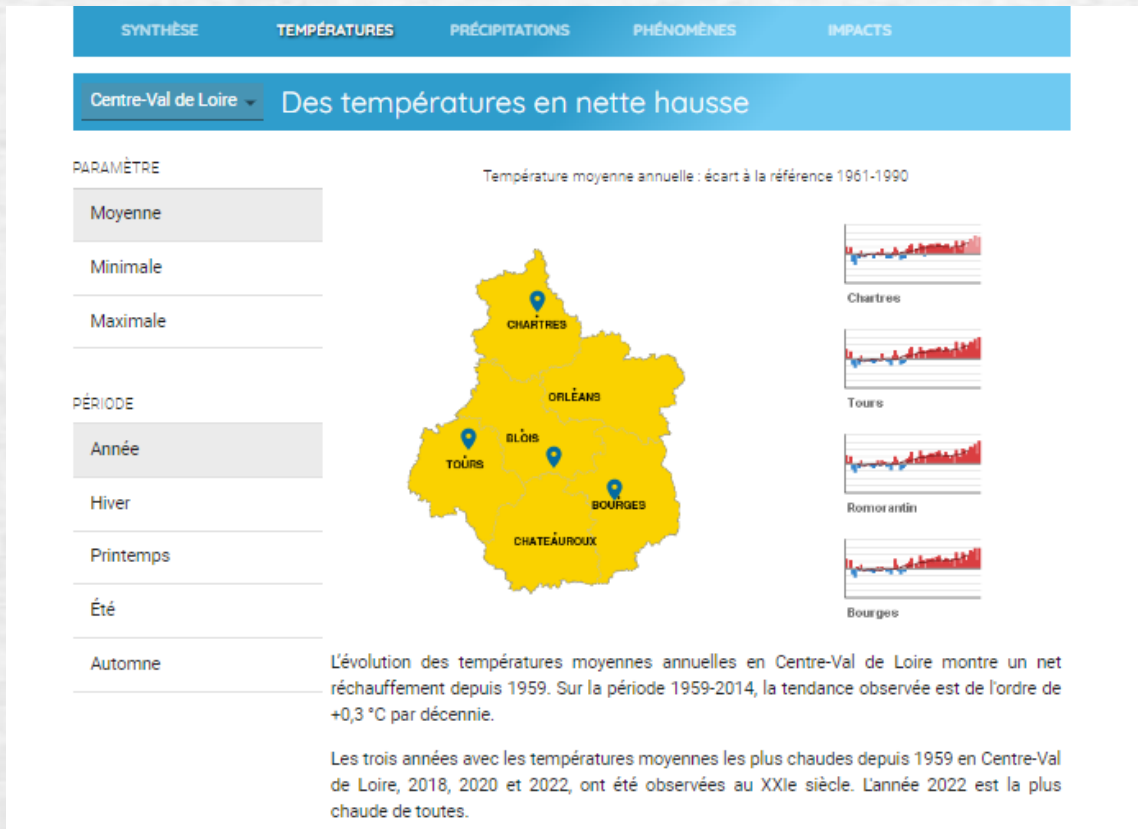 SYNTHÈSE TEMPÉRATURES PRÉCIPITATIONS PHÉNOMÈNES IMPACTS
Centre-Val de Loire Des températures en nette hausse
PARAMÈTRE
Moyenne
Minimale
Maximale
PÉRIODE
Année
Hiver
Printemps
Été
Automne
Température moyenne annuelle : écart à la référence 1961-1990
CHARTRES
ORLÉANS
BLOIS
TOURS
BOURGES
CHATEAUROUX
Chartres
Tours
Romorantin
Bourges
L'évolution des températures moyennes annuelles en Centre-Val de Loire montre un net
réchauffement depuis 1959. Sur la période 1959-2014, la tendance observée est de l'ordre de
+0,3 °C par décennie.
Les trois années avec les températures moyennes les plus chaudes depuis 1959 en Centre-Val
de Loire, 2018, 2020 et 2022, ont été observées au XXIe siècle. L'année 2022 est la plus
chaude de toutes.